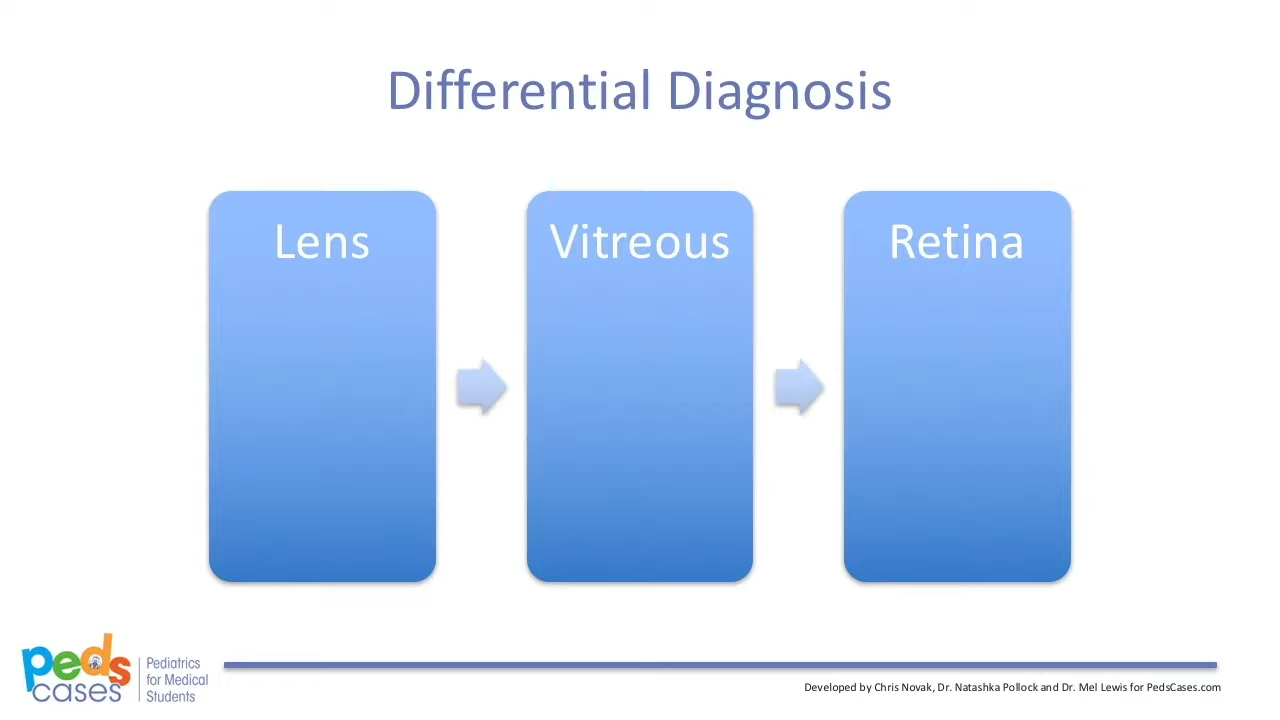 Differential Diagnosis
Lens
Vitreous
Retina
peds
cases
Pediatrics
for Medical
Students
Developed by Chris Novak, Dr. Natashka Pollock and Dr. Mel Lewis for PedsCases.com